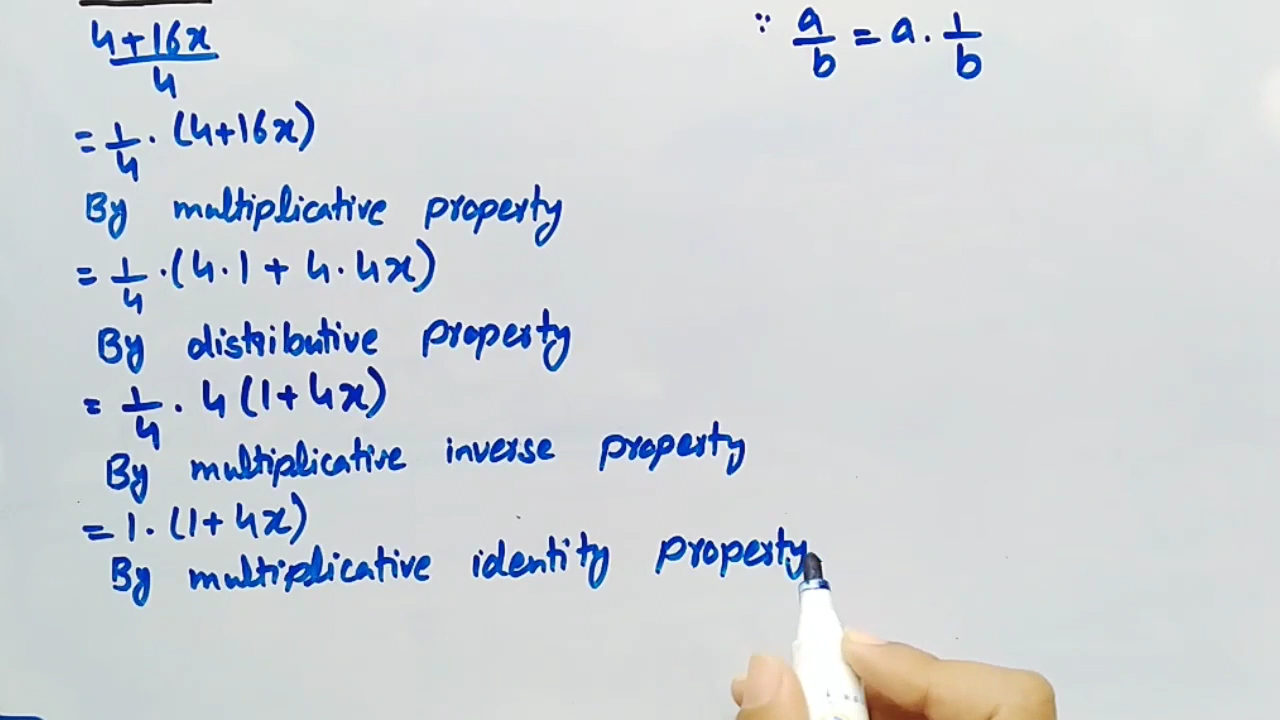 4+16x/4
∵ a/b = a · 1/b
= 1/4 · (4+16x)
By multiplicative property
= 1/4 · (4·1 + 4·4x)
By distributive property
= 1/4 · 4(1+4x)
By multiplicative inverse property
= 1 · (1+4x)
By multiplicative identity property